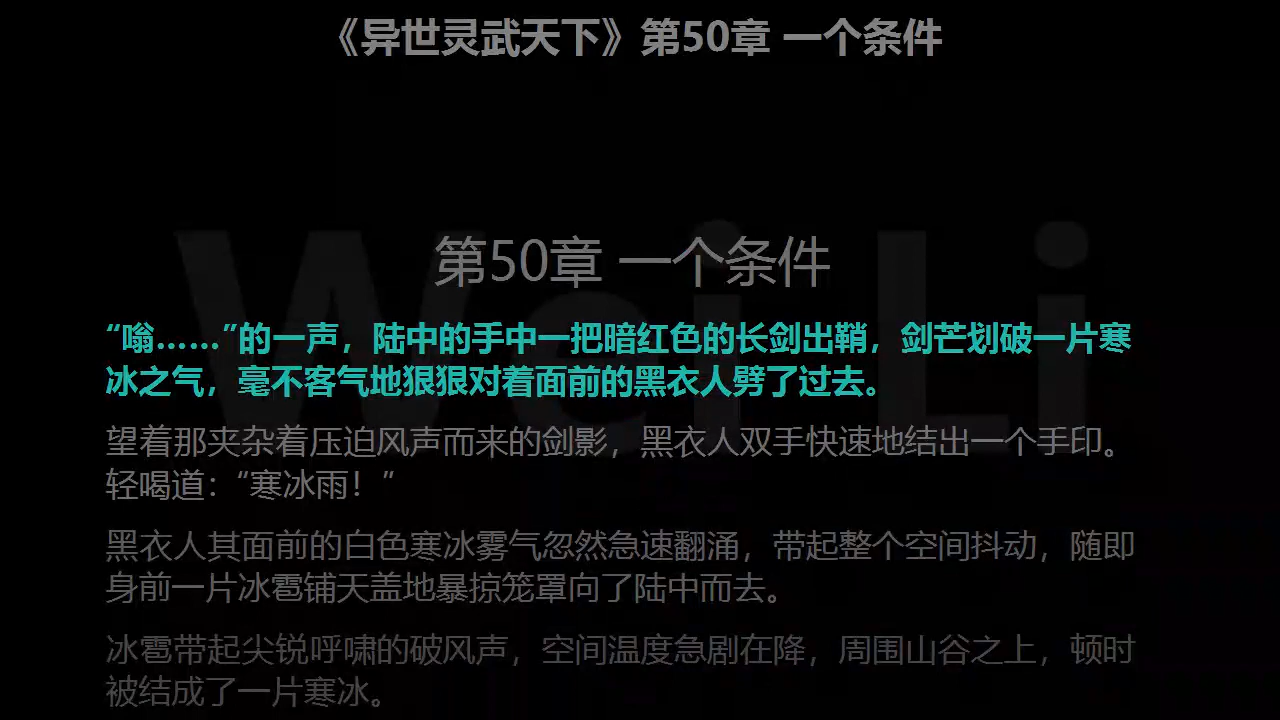 《异世灵武天下》第50章 一个条件
Wei Li
第50章 一个条件
“嗡……”的一声，陆中的手中一把暗红色的长剑出鞘，剑芒划破一片寒
冰之气，毫不客气地狠狠对着面前的黑衣人劈了过去。
望着那夹杂着压迫风声而来的剑影，黑衣人双手快速地结出一个手印。
轻喝道：“寒冰雨！”
黑衣人其面前的白色寒冰雾气忽然急速翻涌，带起整个空间抖动，随即
身前一片冰雹铺天盖地暴掠笼罩向了陆中而去。
冰雹带起尖锐呼啸的破风声，空间温度急剧在降，周围山谷之上，顿时
被结成了一片寒冰。